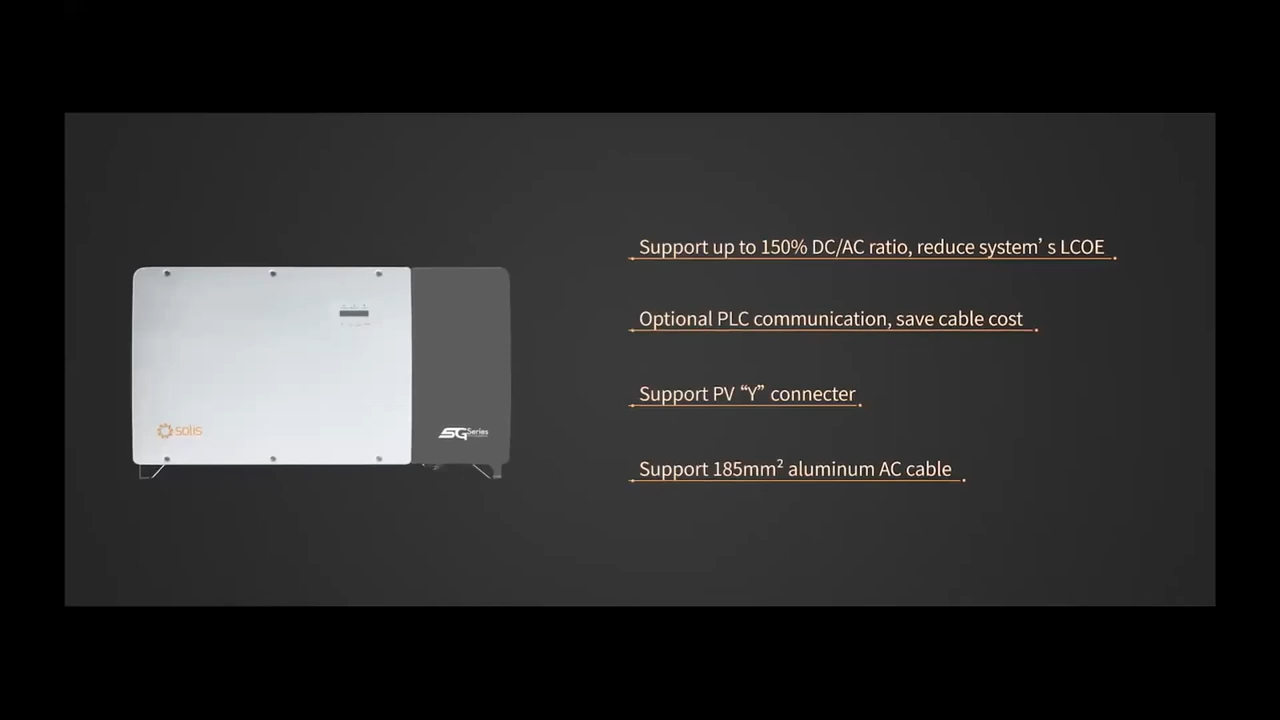 Support up to 150% DC/AC ratio, reduce system’s LCOE
Optional PLC communication, save cable cost
Support PV “Y” connecter
Support 185mm² aluminum AC cable
solis
5G Series